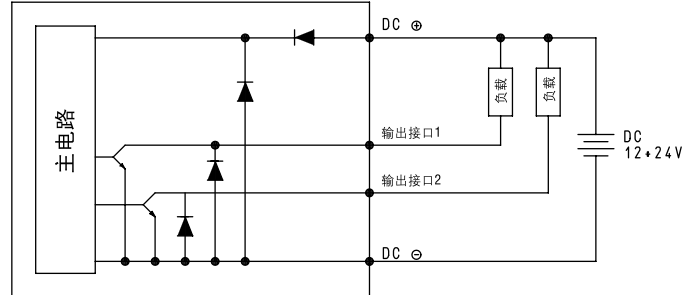 DC ⊕
负载
负载
主电路
输出接口1
DC
12+24V
输出接口2
DC ⊖